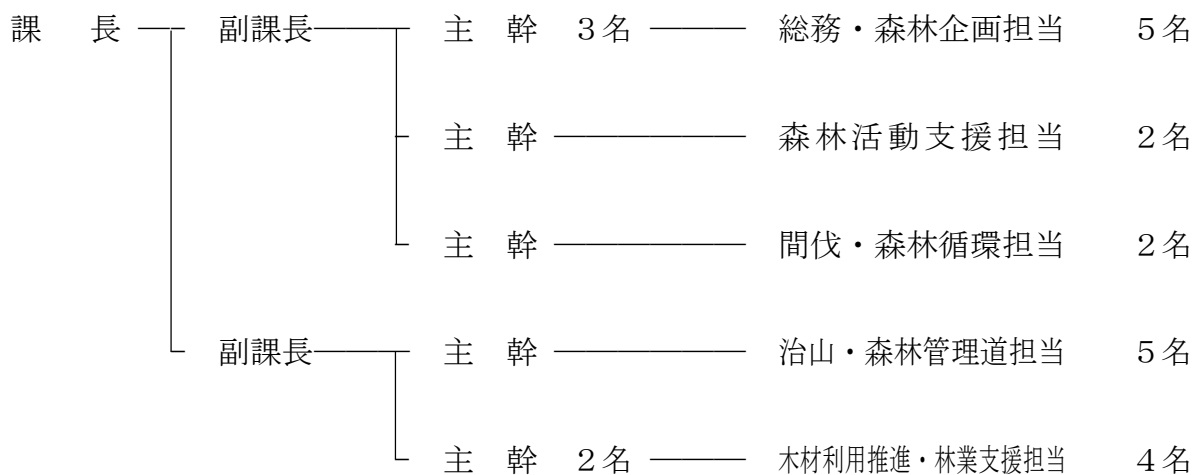 課　長　副課長　主　幹　３名　総務・森林企画担当　５名
主　幹　森林活動支援担当　２名
主　幹　間伐・森林循環担当　２名
副課長　主　幹　治山・森林管理道担当　５名
主　幹　２名　木材利用推進・林業支援担当　４名